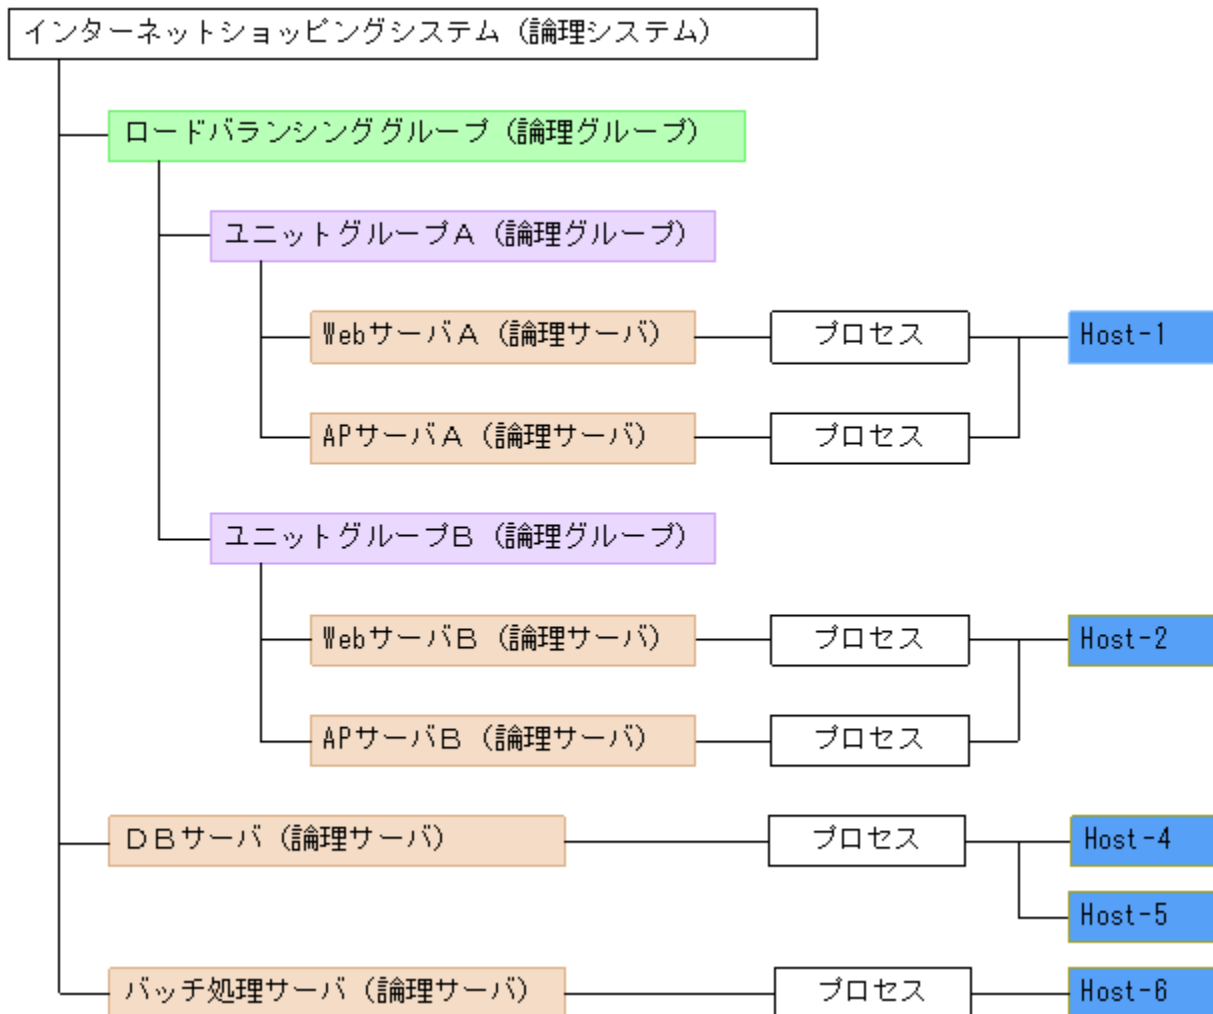 インターネットショッピングシステム（論理システム）
ロードバランシンググループ（論理グループ）
ユニットグループＡ（論理グループ）
WebサーバＡ（論理サーバ） プロセス Host-1
APサーバＡ（論理サーバ） プロセス
ユニットグループＢ（論理グループ）
WebサーバＢ（論理サーバ） プロセス Host-2
APサーバＢ（論理サーバ） プロセス
ＤＢサーバ（論理サーバ） プロセス Host-4
Host-5
バッチ処理サーバ（論理サーバ） プロセス Host-6